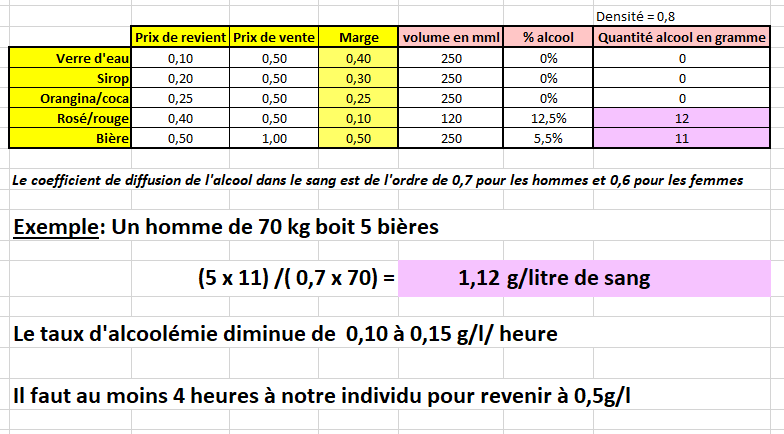 Densité = 0,8
Prix de revient Prix de vente Marge volume en mml % alcool Quantité alcool en gramme
Verre d'eau 0,10 0,50 0,40 250 0% 0
Sirop 0,20 0,50 0,30 250 0% 0
Orangina/coca 0,25 0,50 0,25 250 0% 0
Rosé/rouge 0,40 0,50 0,10 120 12,5% 12
Bière 0,50 1,00 0,50 250 5,5% 11
Le coefficient de diffusion de l'alcool dans le sang est de l'ordre de 0,7 pour les hommes et 0,6 pour les femmes
Exemple: Un homme de 70 kg boit 5 bières
(5 x 11) /( 0,7 x 70) = 1,12 g/litre de sang
Le taux d'alcoolémie diminue de 0,10 à 0,15 g/l/ heure
Il faut au moins 4 heures à notre individu pour revenir à 0,5g/l